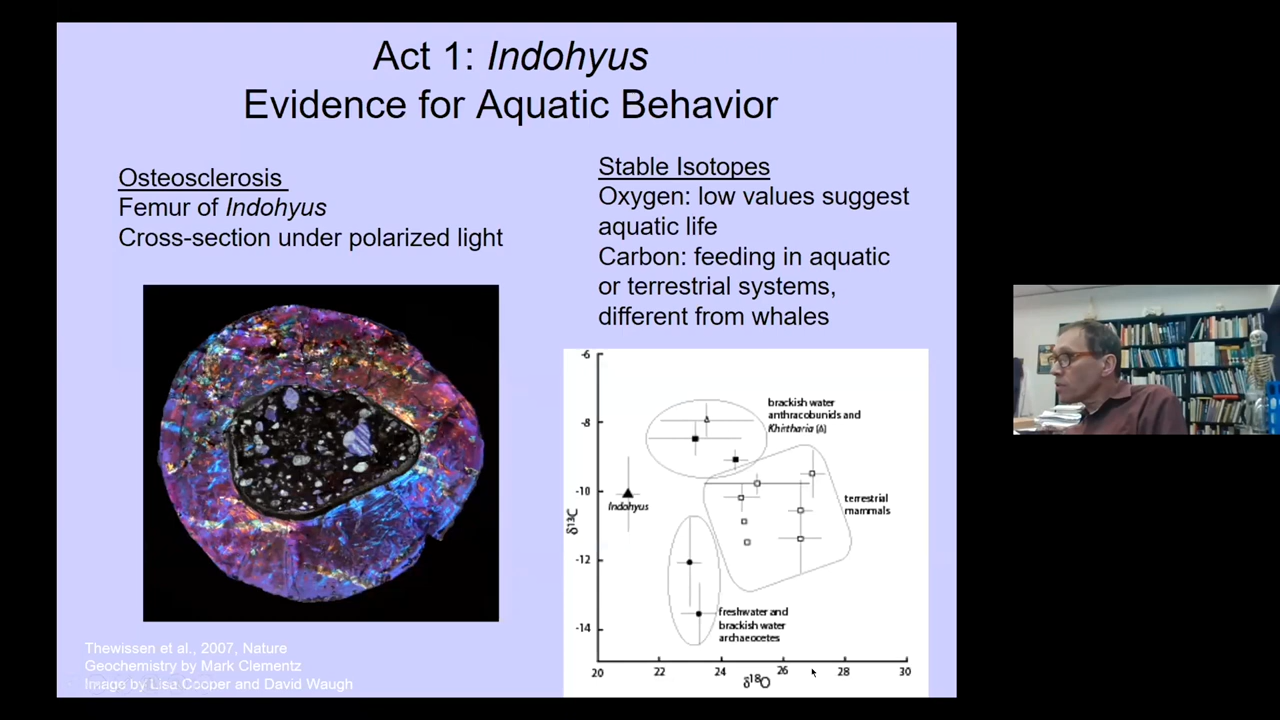 Act 1: Indohyus
Evidence for Aquatic Behavior
Osteosclerosis
Femur of Indohyus
Cross-section under polarized light
Stable Isotopes
Oxygen: low values suggest
aquatic life
Carbon: feeding in aquatic
or terrestrial systems,
different from whales
-6
-8
-10
-12
-14
δ¹³C
brackish water
anthracobunids and
Khirtharia (Δ)
Indohyus
terrestrial
mammals
freshwater and
brackish water
archaeocetes
20
22
24
26
28
30
δ¹⁸O
Thewissen et al., 2007, Nature
Geochemistry by Mark Clementz
Image by Lisa Cooper and David Waugh